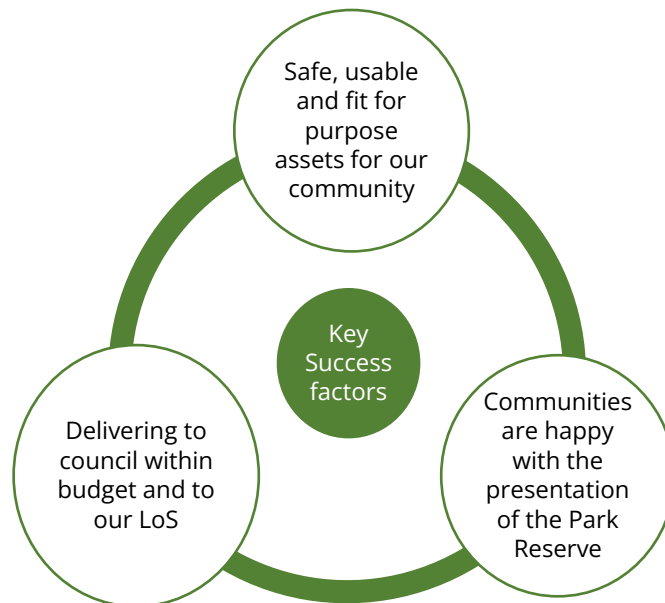 Safe, usable
and fit for
purpose
assets for our
community
Key
Success
factors
Delivering to
council within
budget and to
our LoS
Communities
are happy
with the
presentation
of the Park
Reserve